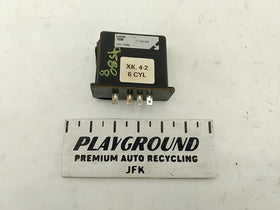 XK. 4·2
6 CYL
PLAYGROUND
PREMIUM AUTO RECYCLING
JFK